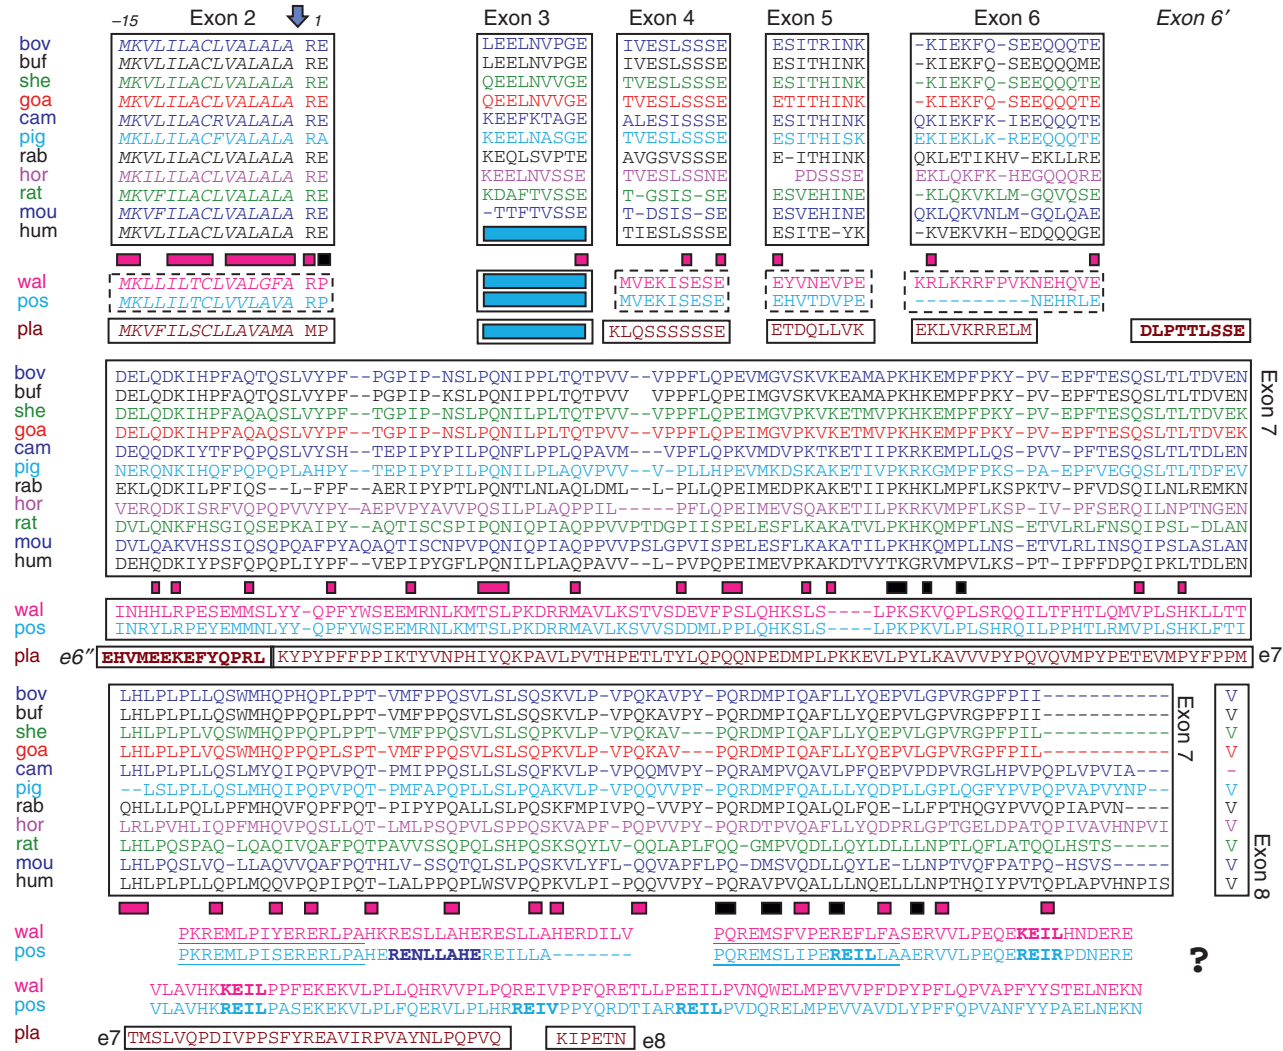 −15 Exon 2 1 Exon 3 Exon 4 Exon 5 Exon 6 Exon 6′
bov MKVLILACLVALALA RE LEELNVPGE IVESLSSSE ESITRINK -KIEKFQ-SEEQQQTE
buf MKVLILACLVALALA RE LEELNVPGE IVESLSSSE ESITHINK -KIEKFQ-SEEQQQME
she MKVLILACLVALALA RE QEELNVVGE TVESLSSSE ESITHINK -KIEKFQ-SEEQQQTE
goa MKVLILACLVALALA RE QEELNVVGE TVESLSSSE ETITHINK -KIEKFQ-SEEQQQTE
cam MKVLILACRVALALA RE KEEFKTAGE ALESISSSE ESITHINK QKIEKFK-IEEQQQTE
pig MKLLILACFVALALA RA KEELNASGE TVESLSSSE ESITHISK EKIEKLK-REEQQQTE
rab MKVLILACLVALALA RE KEQLSVPTE AVGSVSSSE E-ITHINK QKLETIKHV-EKLLRE
hor MKILILACLVALALA RE KEELNVSSE TVESLSSNE PDSSSE EKLQKFK-HEGQQQRE
rat MKVFILACLVALALA RE KDAFTVSSE T-GSIS-SE ESVEHINE -KLQKVKLM-GQVQSE
mou MKVFILACLVALALA RE -TTFTVSSE T-DSIS-SE ESVEHINE QKLQKVNLM-GQLQAE
hum MKVLILACLVALALA RE TIESLSSSE ESITE-YK -KVEKVKH-EDQQQGE
wal MKLLILTCLVALGFA RP MVEKISESE EYVNEVPE KRLKRRFPVKNEHQVE
pos MKLLILTCLVVLAVA RP MVEKISESE EHVTDVPE ----------NEHRLE
pla MKVFILSCLLAVAMA MP KLQSSSSSSE ETDQLLVK EKLVKRRELM DLPTTLSSE
bov DELQDKIHPFAQTQSLVYPF--PGPIP-NSLPQNIPPLTQTPVV--VPPFLQPEVMGVSKVKEAMAPKHKEMPFPKY-PV-EPFTESQSLTLTDVEN
buf DELQDKIHPFAQTQSLVYPF--PGPIP-KSLPQNIPPLTQTPVV VPPFLQPEIMGVSKVKEAMAPKHKEMPFPKY-PV-EPFTESQSLTLTDVEN
she DELQDKIHPFAQAQSLVYPF--TGPIP-NSLPQNILPLTQTPVV--VPPFLQPEIMGVPKVKETMVPKHKEMPFPKY-PV-EPFTESQSLTLTDVEK
goa DELQDKIHPFAQAQSLVYPF--TGPIP-NSLPQNILPLTQTPVV--VPPFLQPEIMGVPKVKETMVPKHKEMPFPKY-PV-EPFTESQSLTLTDVEK
cam DEQQDKIYTFPQPQSLVYSH--TEPIPYPILPQNFLPPLQPAVM---VPFLQPKVMDVPKTKETIIPKRKEMPLLQS-PVV-PFTESQSLTLTDLEN
pig NERQNKIHQFPQPQPLAHPY--TEPIPYPILPQNILPLAQVPVV--V-PLLHPEVMKDSKAKETIVPKRKGMPFPKS-PA-EPFVEGQSLTLTDFEV
rab EKLQDKILPFIQS--L-FPF--AERIPYPTLPQNTLNLAQLDML--L-PLLQPEIMEDPKAKETIIPKHKLMPFLKSPKTV-PFVDSQILNLREMKN
hor VERQDKISRFVQPQPVVYPY—AEPVPYAVVPQSILPLAQPPIL-----PFLQPEIMEVSQAKETILPKRKVMPFLKSP-IV-PFSERQILNPTNGEN
rat DVLQNKFHSGIQSEPKAIPY--AQTISCSPIPQNIQPIAQPPVVPTDGPIISPELESFLKAKATVLPKHKQMPFLNS-ETVLRLFNSQIPSL-DLAN
mou DVLQAKVHSSIQSQPQAFPYAQAQTISCNPVPQNIQPIAQPPVVPSLGPVISPELESFLKAKATILPKHKQMPLLNS-ETVLRLINSQIPSLASLAN
hum DEHQDKIYPSFQPQPLIYPF--VEPIPYGFLPQNILPLAQPAVV---LPVPQPEIMEVPKAKDTVYTKGRVMPVLKS-PTIPFFDPQIPKLTDLEN
Exon 7
wal INHHLRPESEMMSLYY-QPFYWSEEMRNLKMTSLPKDRRMAVLKSTVSDEVFPSLQHKSLS----LPKSKVQPLSRQQILTFHTLQMVPLSHKLLTT
pos INRYLRPEYEMMNLYY-QPFYWSEEMRNLKMTSLPKDRRMAVLKSVVSDDMLPPLQHKSLS----LPKPKVLPLSHRQILPPHTLRMVPLSHKLFTI
pla e6″ EHVMEEKEFYQPRL KYPYPFFPPIKTYVNPHIYQKPAVLPVTHPETLTYLQPQQNPEDMPLPKKEVLPYLKAVVVPYPQVQVMPYPETEVMPYFPPM e7
bov LHLPLPLLQSWMHQPHQPLPPT-VMFPPQSVLSLSQSKVLP-VPQKAVPY-PQRDMPIQAFLLYQEPVLGPVRGPFPII----------- V
buf LHLPLPLLQSWMHQPPQPLPPT-VMFPPQSVLSLSQSKVLP-VPQKAVPY-PQRDMPIQAFLLYQEPVLGPVRGPFPII----------- V
she LHLPLPLVQSWMHQPPQPLPPT-VMFPPQSVLSLSQPKVLP-VPQKAV---PQRDMPIQAFLLYQEPVLGPVRGPFPIL----------- V
goa LHLPLPLVQSWMHQPPQPLSPT-VMFPPQSVLSLSQPKVLP-VPQKAV---PQRDMPIQAFLLYQEPVLGPVRGPFPIL----------- V
cam LHLPLPLLQSLMYQIPQPVPQT-PMIPPQSLLSLSQFKVLP-VPQQMVPY-PQRAMPVQAVLPFQEPVPDPVRGLHPVPQPLVPVIA--- -
pig --LSLPLLQSLMHQIPQPVPQT-PMFAPQPLLSLPQAKVLP-VPQQVVPF-PQRDMPFQALLLYQDPLLGPLQGFYPVPQPVAPVYNP-- V
rab QHLLLPQLLPFMHQVFQPFPQT-PIPYPQALLSLPQSKFMPIVPQ-VVPY-PQRDMPIQALQLFQE-LLFPTHQGYPVVQPIAPVN---- V
hor LRLPVHLIQPFMHQVPQSLLQT-LMLPSQPVLSPPQSKVAPF-PQPVVPY-PQRDTPVQAFLLYQDPRLGPTGELDPATQPIVAVHNPVI V
rat LHLPQSPAQ-LQAQIVQAFPQTPAVVSSQPQLSHPQSKSQYLV-QQLAPLFQQ-GMPVQDLLQYLDLLLNPTLQFLATQQLHSTS----- V
mou LHLPQSLVQ-LLAQVVQAFPQTHLV-SSQTQLSLPQSKVLYFL-QQVAPFLPQ-DMSVQDLLQYLE-LLNPTVQFPATPQ-HSVS----- V
hum LHLPLPLLQPLMQQVPQPIPQT-LALPPQPLWSVPQPKVLPI-PQQVVPY-PQRAVPVQALLLNQELLLNPTHQIYPVTQPLAPVHNPIS V
Exon 7
Exon 8
wal PKREMLPIYERERLPAHKRESLLAHERESLLAHERDILV PQREMSFVPEREFLFASERVVLPEQEKEILHNDERE
pos PKREMLPISERERLPAHERENLLAHEREILLA------- PQREMSLIPEREILLAAERVVLPEQEREIRPDNERE
?
wal VLAVHKKEILPPFEKEKVLPLLQHRVVPLPQREIVPPFQRETLLPEEILPVNQWELMPEVVPFDPYPFLQPVAPFYYSTELNEKN
pos VLAVHKREILPASEKEKVLPLFQERVLPLHRREIVPPYQRDTIARREILPVDQRELMPEVVAVDLYPFFQPVANFYYPAELNEKN
pla e7 TMSLVQPDIVPPSFYREAVIRPVAYNLPQPVQ KIPETN e8